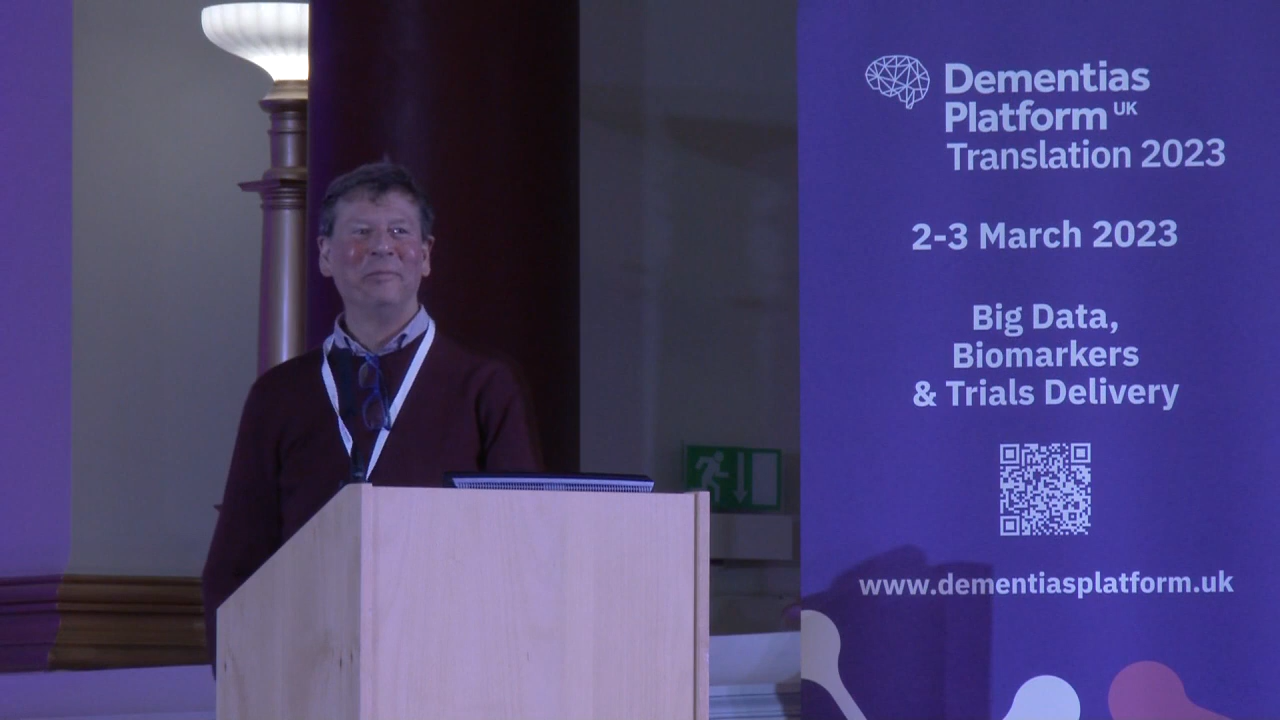 Dementias
Platform UK
Translation 2023
2-3 March 2023
Big Data,
Biomarkers
& Trials Delivery
www.dementiasplatform.uk